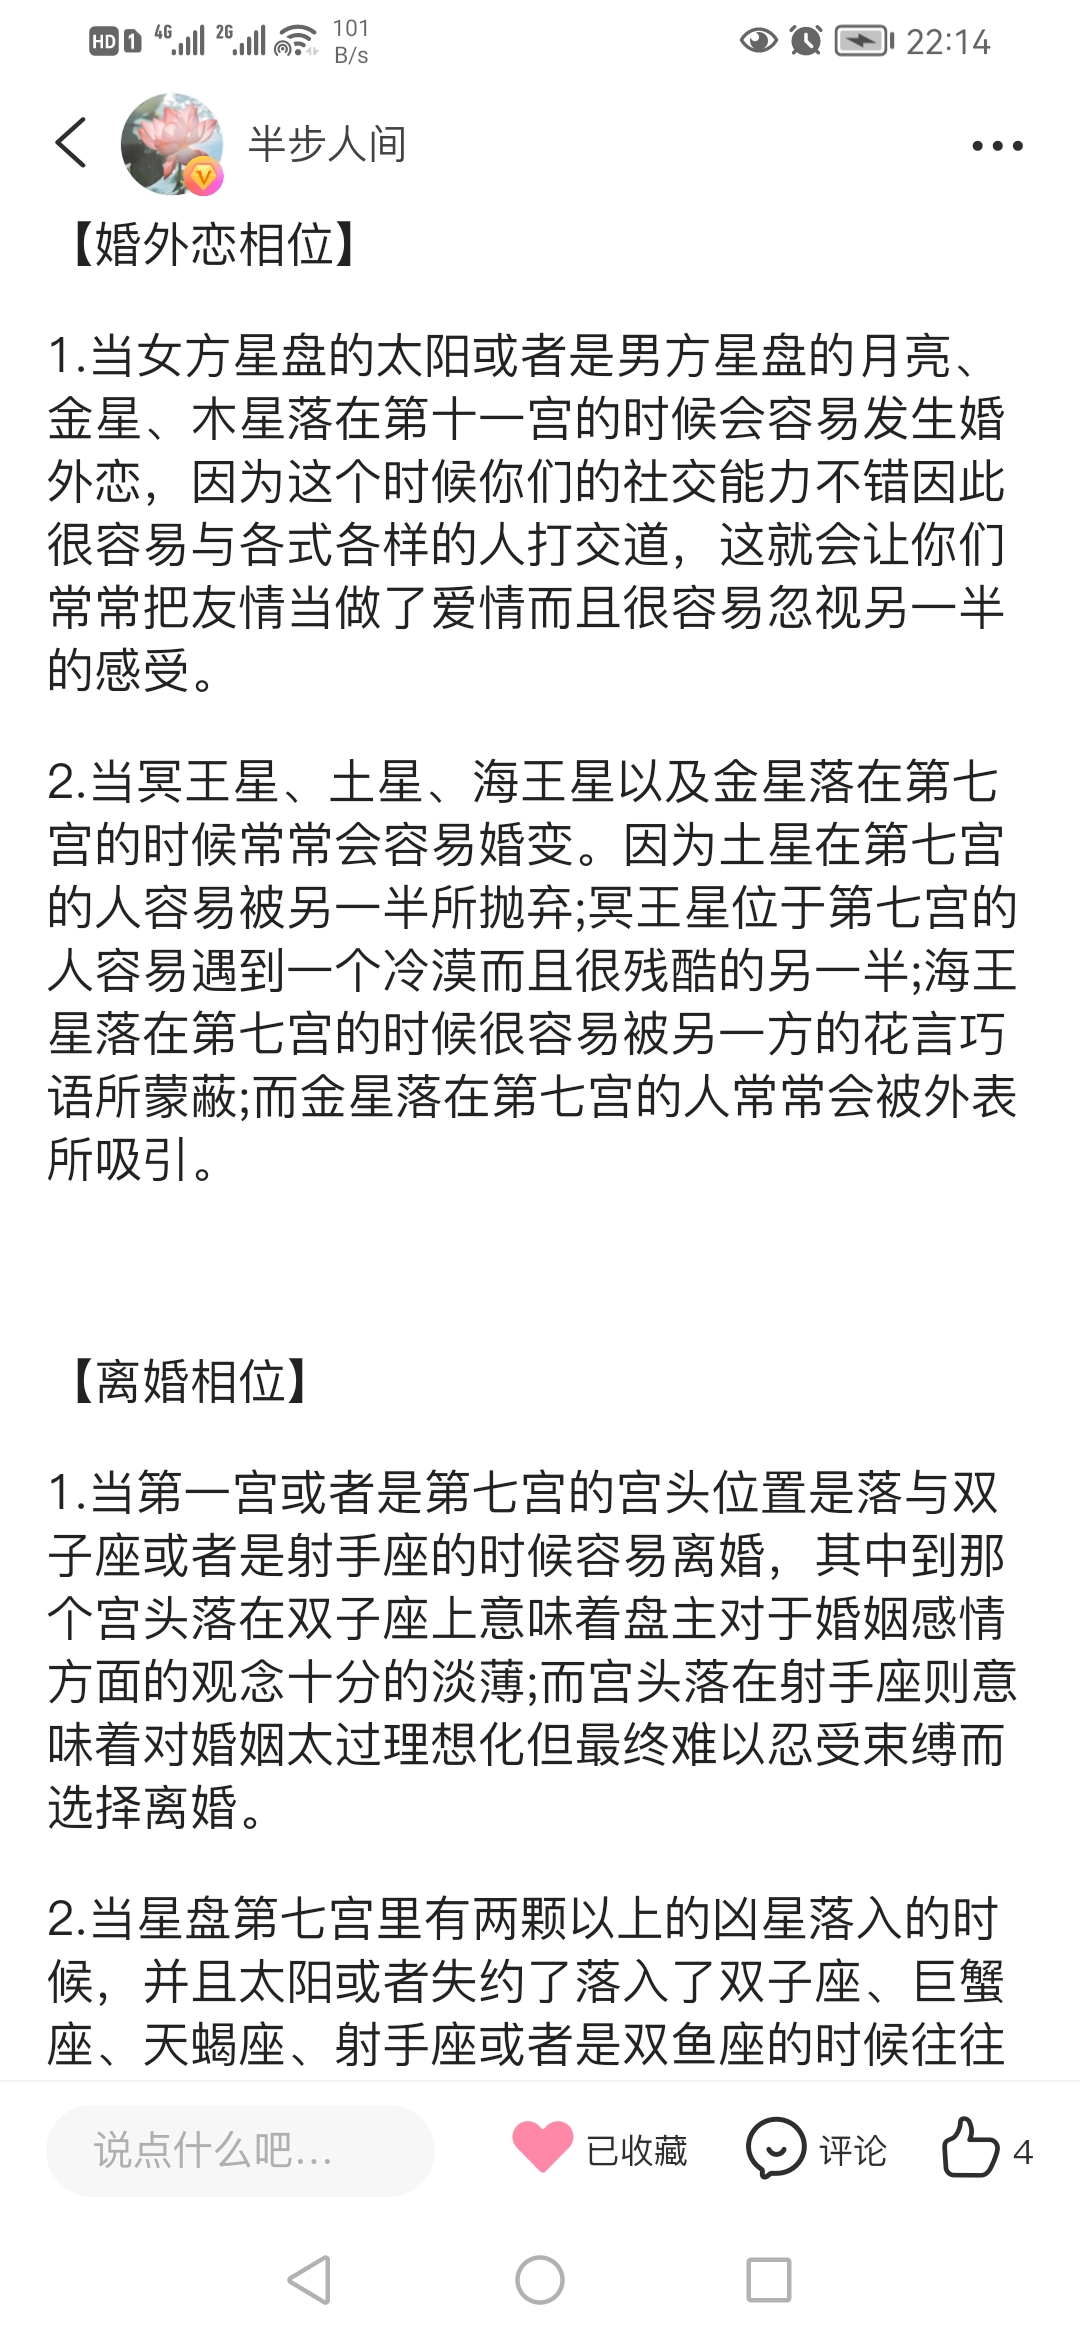 HD 1 4G 2G 101 B/s 22:14
半步人间
【婚外恋相位】
1.当女方星盘的太阳或者是男方星盘的月亮、
金星、木星落在第十一宫的时候会容易发生婚
外恋，因为这个时候你们的社交能力不错因此
很容易与各式各样的人打交道，这就会让你们
常常把友情当做了爱情而且很容易忽视另一半
的感受。
2.当冥王星、土星、海王星以及金星落在第七
宫的时候常常会容易婚变。因为土星在第七宫
的人容易被另一半所抛弃;冥王星位于第七宫的
人容易遇到一个冷漠而且很残酷的另一半;海王
星落在第七宫的时候很容易被另一方的花言巧
语所蒙蔽;而金星落在第七宫的人常常会被外表
所吸引。
【离婚相位】
1.当第一宫或者是第七宫的宫头位置是落与双
子座或者是射手座的时候容易离婚，其中到那
个宫头落在双子座上意味着盘主对于婚姻感情
方面的观念十分的淡薄;而宫头落在射手座则意
味着对婚姻太过理想化但最终难以忍受束缚而
选择离婚。
2.当星盘第七宫里有两颗以上的凶星落入的时
候，并且太阳或者失约了落入了双子座、巨蟹
座、天蝎座、射手座或者是双鱼座的时候往往
说点什么吧... 已收藏 评论 4